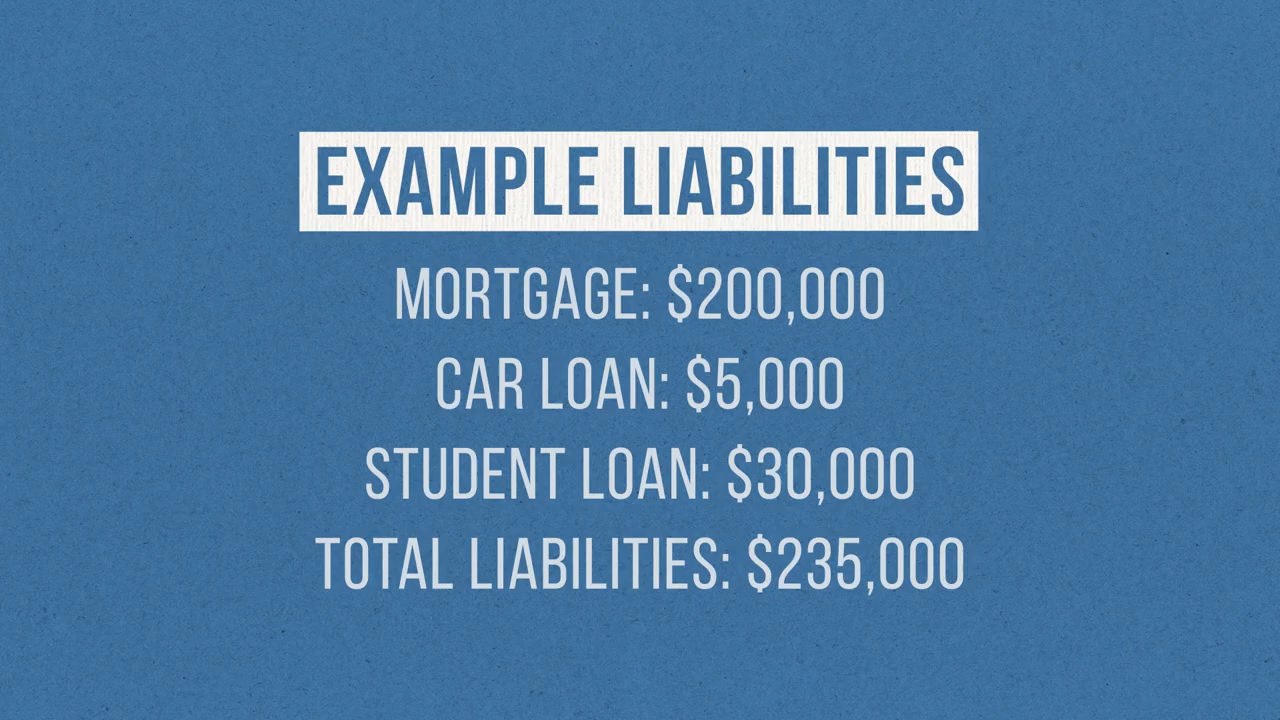 EXAMPLE LIABILITIES
MORTGAGE: $200,000
CAR LOAN: $5,000
STUDENT LOAN: $30,000
TOTAL LIABILITIES: $235,000